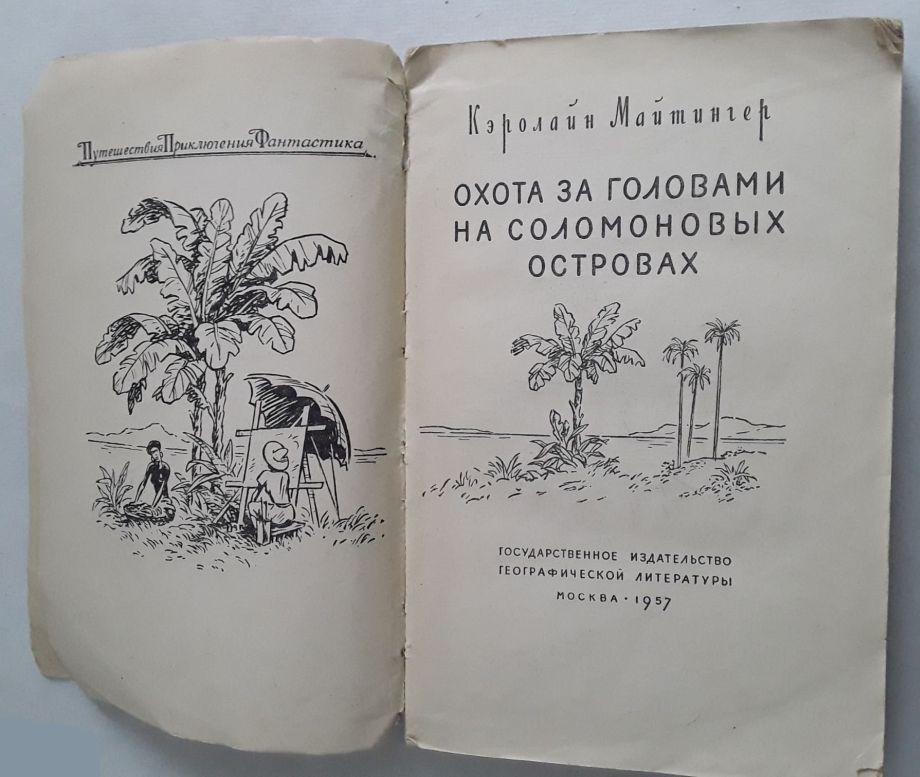 Путешествия Приключения Фантастика
Кэролайн Майтингер
ОХОТА ЗА ГОЛОВАМИ
НА СОЛОМОНОВЫХ
ОСТРОВАХ
ГОСУДАРСТВЕННОЕ ИЗДАТЕЛЬСТВО
ГЕОГРАФИЧЕСКОЙ ЛИТЕРАТУРЫ
МОСКВА · 1957